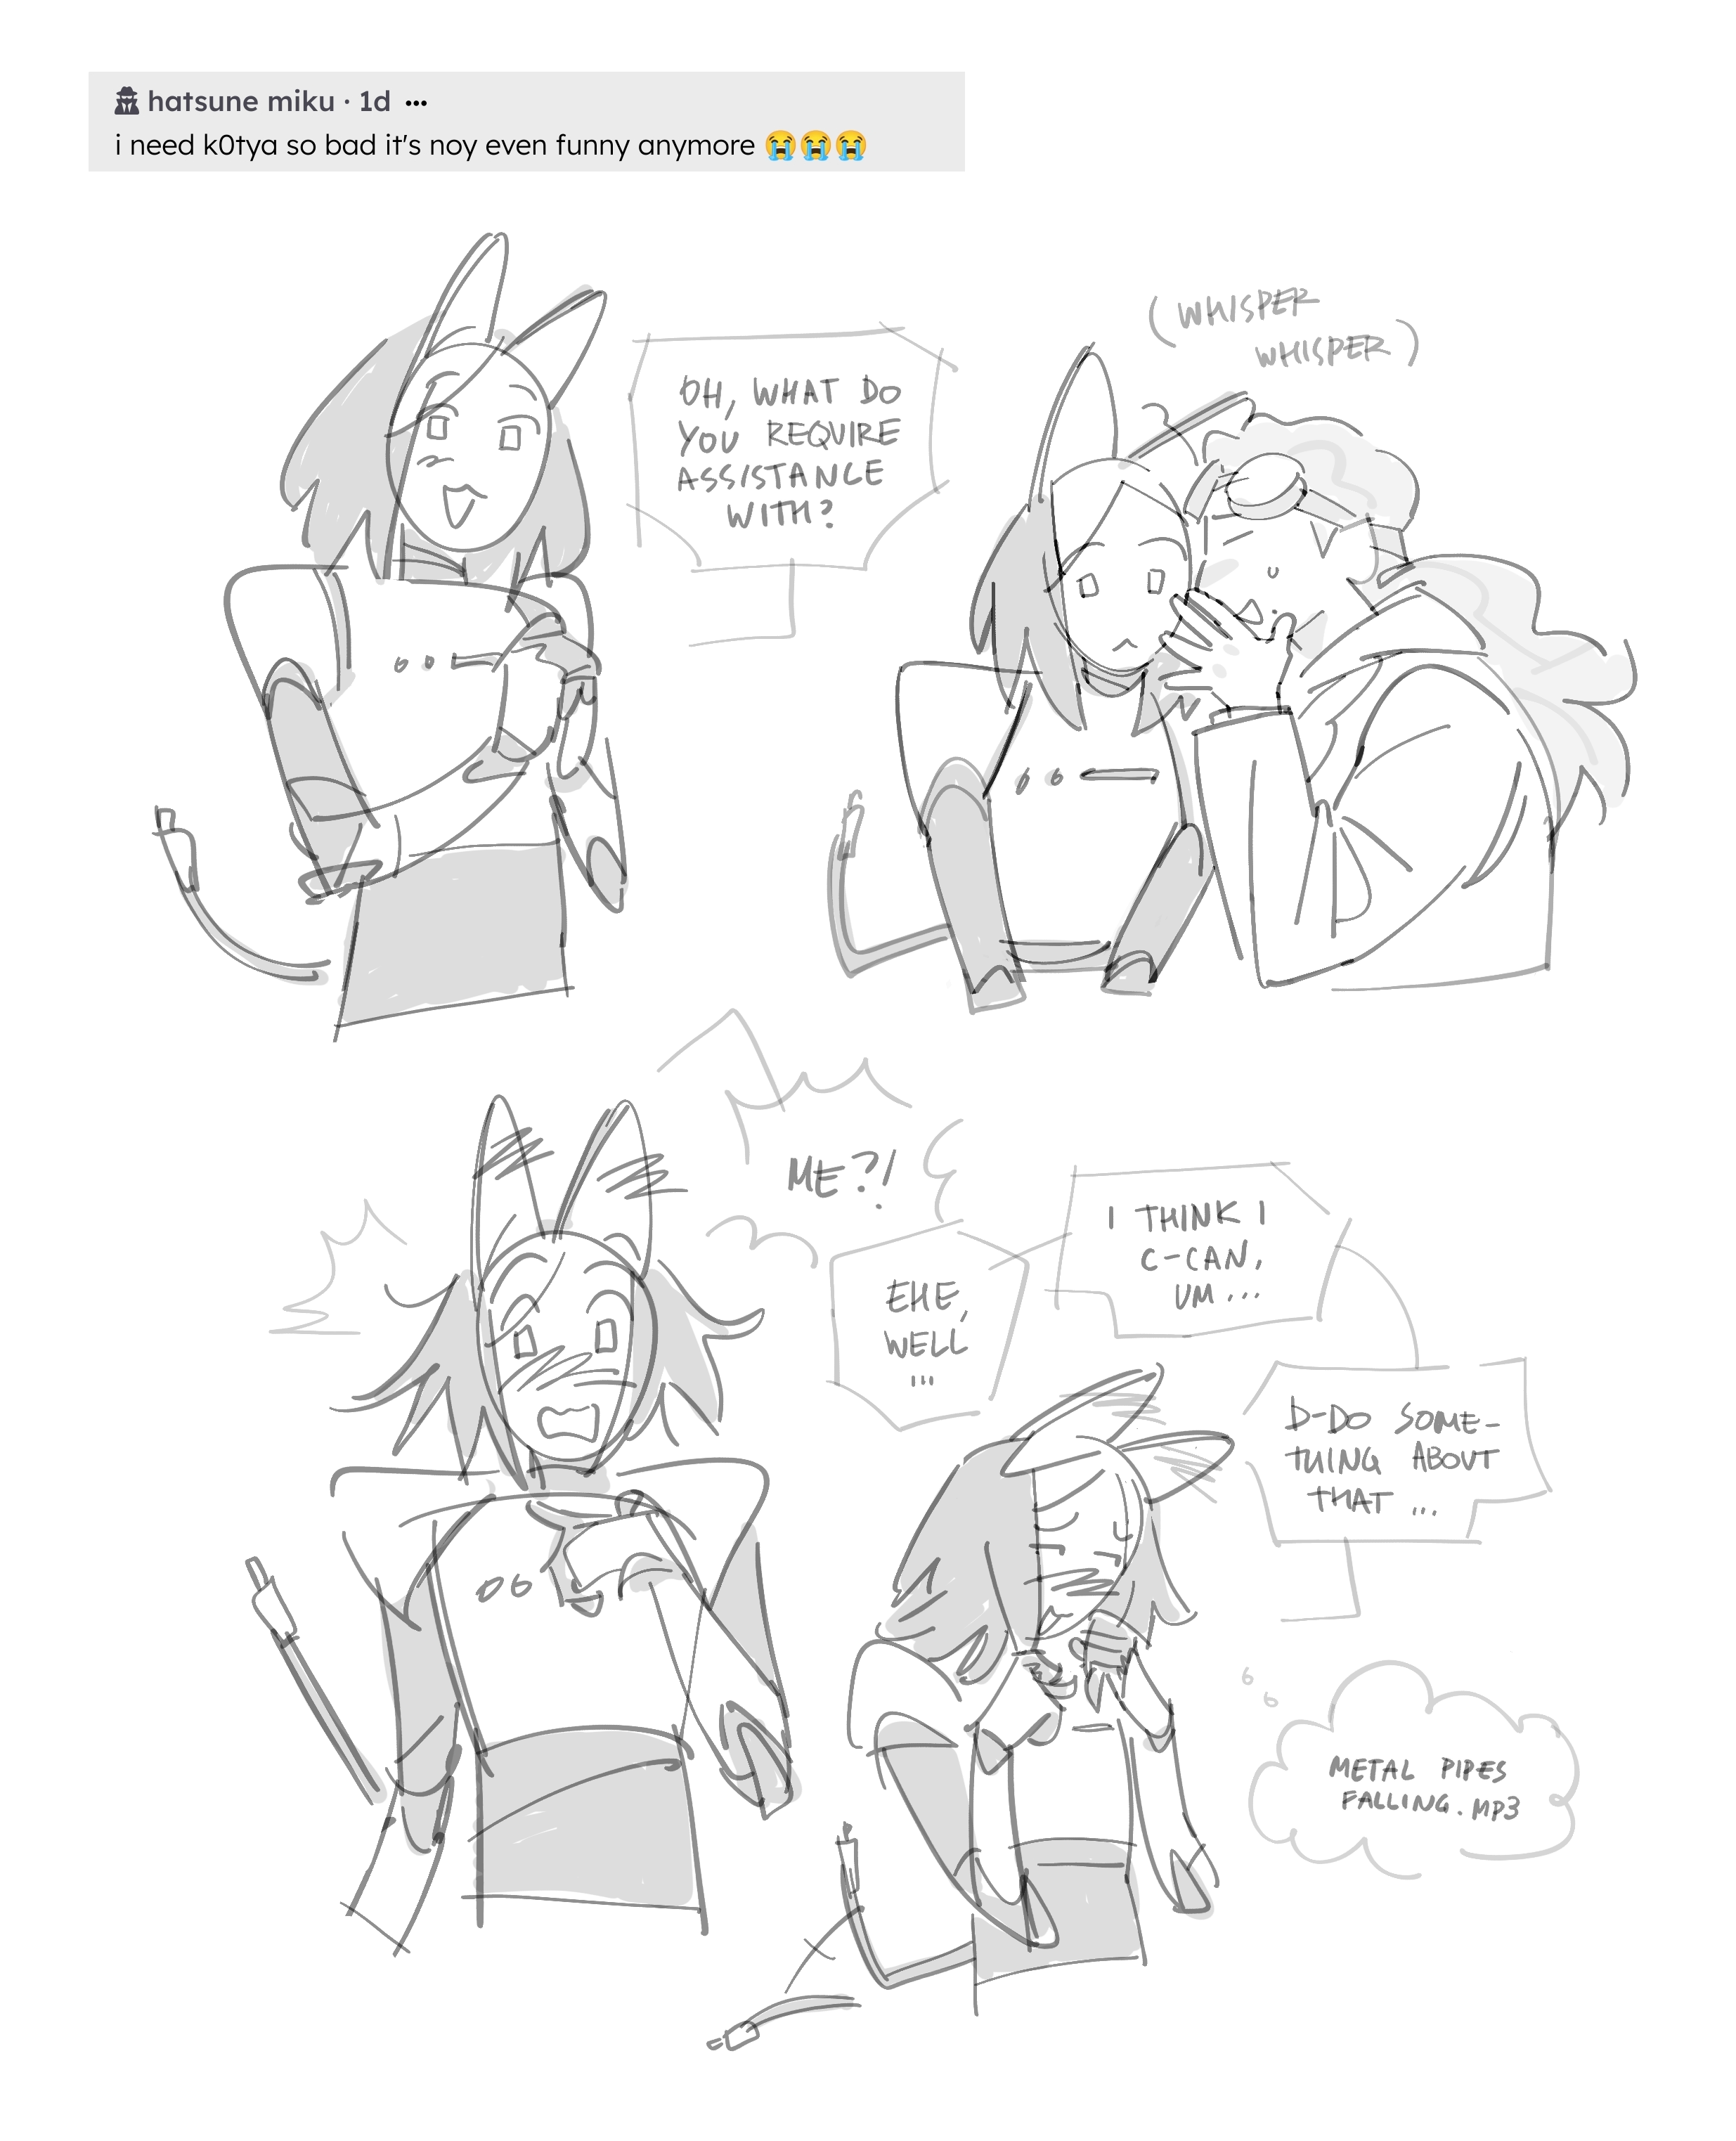 hatsune miku · 1d •••
i need k0tya so bad it's noy even funny anymore 😭😭😭
OH, WHAT DO
YOU REQUIRE
ASSISTANCE
WITH?
(WHISPER
WHISPER)
ME?!
EHE,
WELL
...
I THINK I
C-CAN,
UM...
D-DO SOME-
THING ABOUT
THAT ...
METAL PIPES
FALLING.MP3